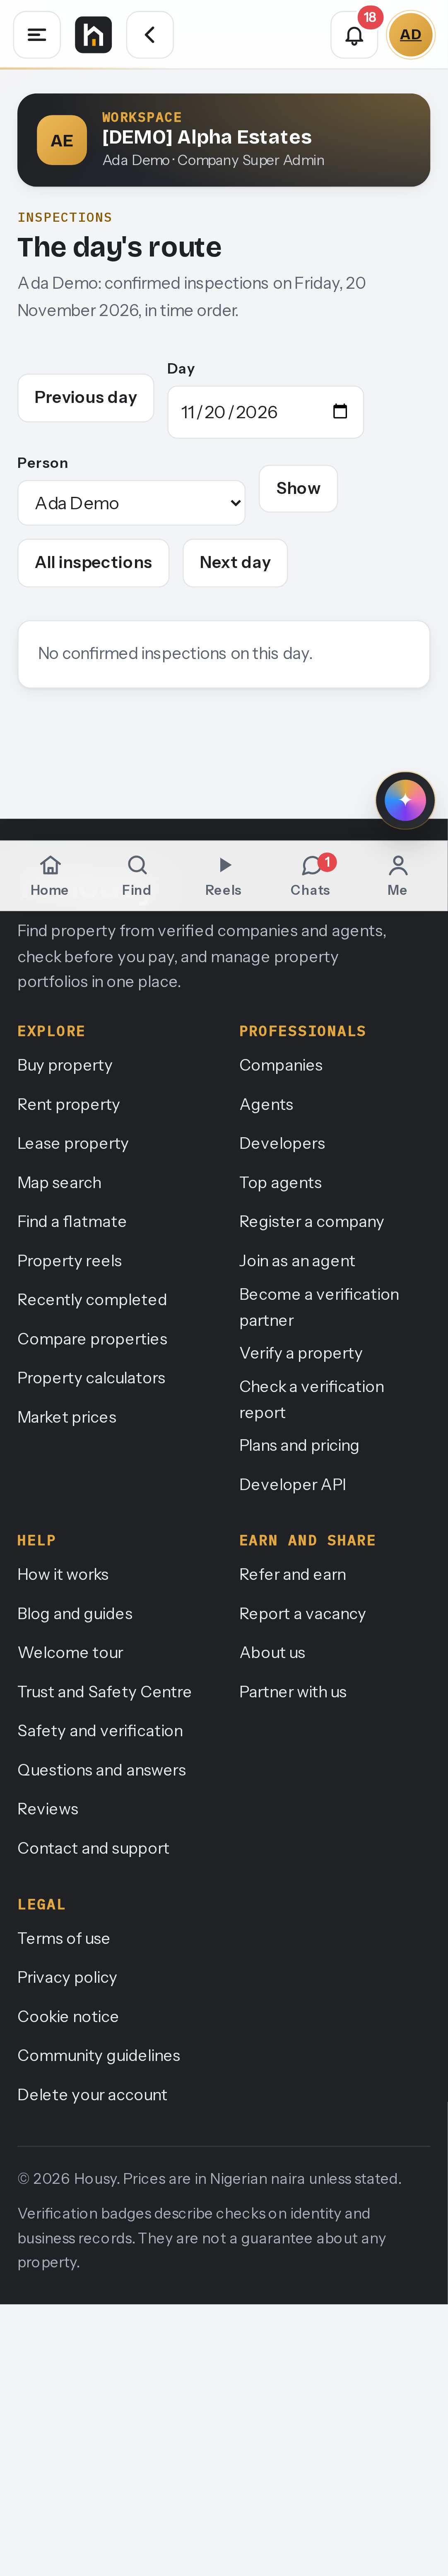 18
AD
AE
WORKSPACE
[DEMO] Alpha Estates
Ada Demo · Company Super Admin
INSPECTIONS
The day's route
Ada Demo: confirmed inspections on Friday, 20
November 2026, in time order.
Previous day
Day
11/20/2026
Person
Ada Demo
Show
All inspections
Next day
No confirmed inspections on this day.
Home
Find
Reels
1
Chats
Me
Find property from verified companies and agents,
check before you pay, and manage property
portfolios in one place.
EXPLORE
Buy property
Rent property
Lease property
Map search
Find a flatmate
Property reels
Recently completed
Compare properties
Property calculators
Market prices
PROFESSIONALS
Companies
Agents
Developers
Top agents
Register a company
Join as an agent
Become a verification
partner
Verify a property
Check a verification
report
Plans and pricing
Developer API
HELP
How it works
Blog and guides
Welcome tour
Trust and Safety Centre
Safety and verification
Questions and answers
Reviews
Contact and support
EARN AND SHARE
Refer and earn
Report a vacancy
About us
Partner with us
LEGAL
Terms of use
Privacy policy
Cookie notice
Community guidelines
Delete your account
© 2026 Housy. Prices are in Nigerian naira unless stated.
Verification badges describe checks on identity and
business records. They are not a guarantee about any
property.